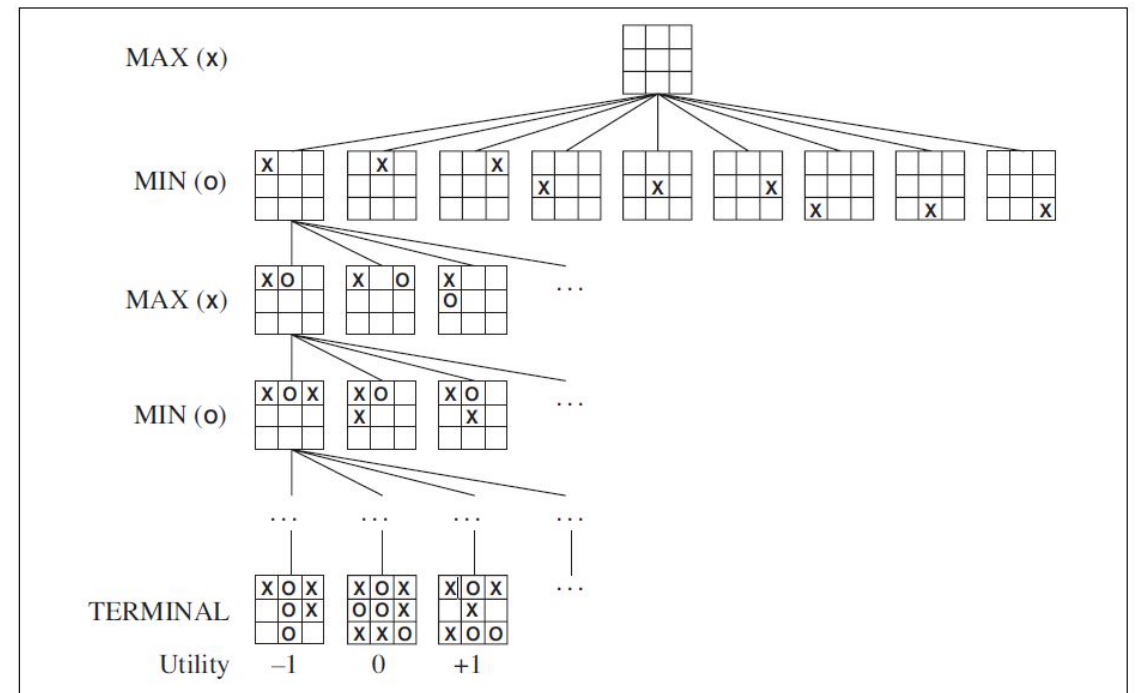 MAX (X)
MIN (O)
X X X
X X X
X X X
MAX (X)
X O X O X
O
...
MIN (O)
X O X X O X O
X X
...
... ... ... ...
TERMINAL
X O X X O X X O X
O X O O X X
O X X O X O O
...
Utility –1 0 +1